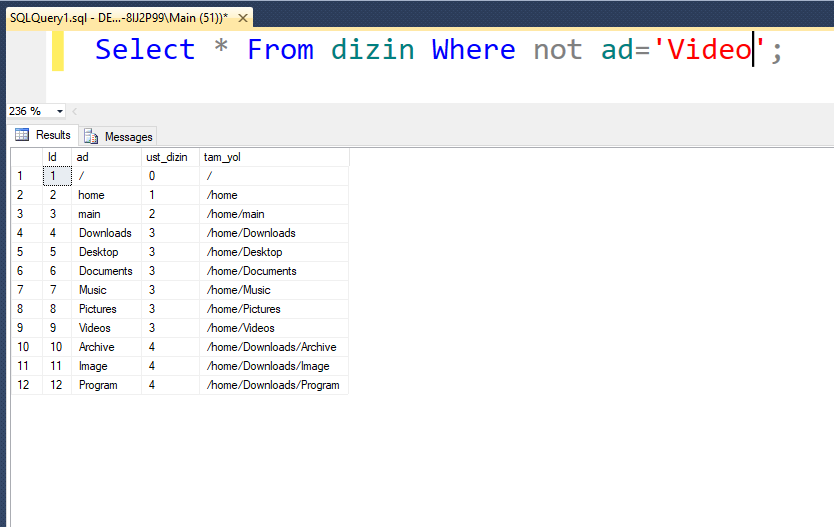 SQLQuery1.sql - DE...-8IJ2P99\Main (51))*
Select * From dizin Where not ad='Video';
236 %
Results Messages
Id ad ust_dizin tam_yol
1 1 / 0 /
2 2 home 1 /home
3 3 main 2 /home/main
4 4 Downloads 3 /home/Downloads
5 5 Desktop 3 /home/Desktop
6 6 Documents 3 /home/Documents
7 7 Music 3 /home/Music
8 8 Pictures 3 /home/Pictures
9 9 Videos 3 /home/Videos
10 10 Archive 4 /home/Downloads/Archive
11 11 Image 4 /home/Downloads/Image
12 12 Program 4 /home/Downloads/Program